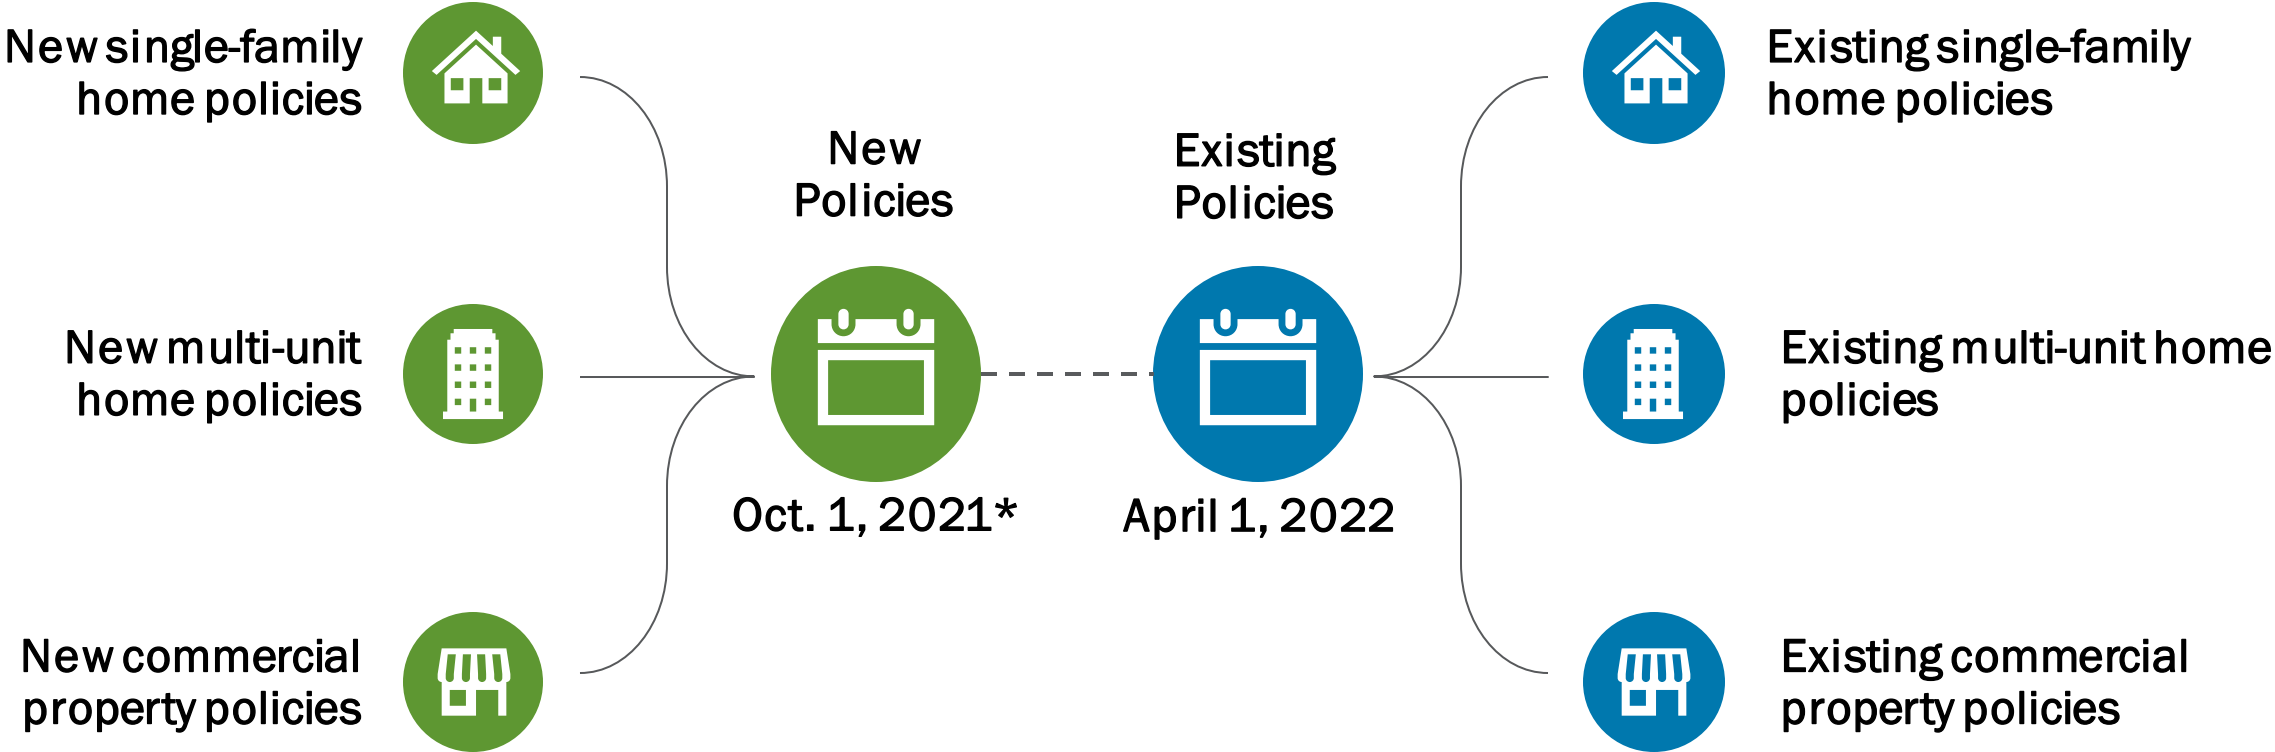 New single-family
home policies
New multi-unit
home policies
New commercial
property policies
New
Policies
Oct. 1, 2021*
Existing
Policies
April 1, 2022
Existing single-family
home policies
Existing multi-unit home
policies
Existing commercial
property policies